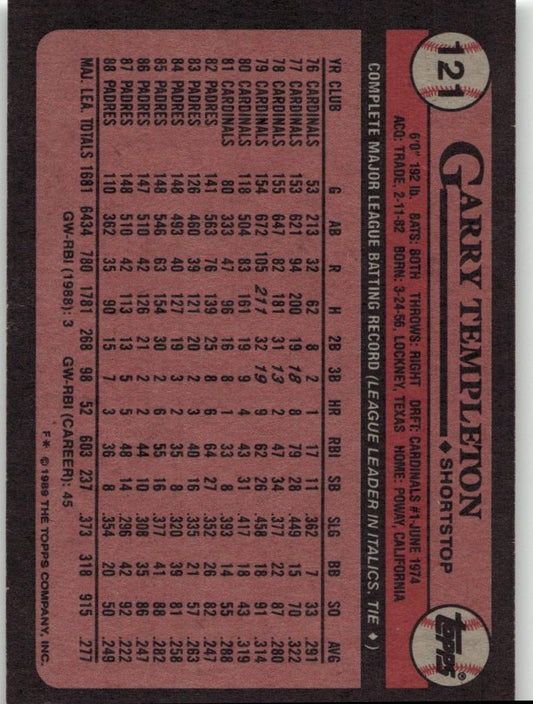 121
GARRY TEMPLETON ♦ SHORTSTOP
Topps®
6'0" 192 lb. BATS: BOTH THROWS: RIGHT DRFT: CARDINALS #1-JUNE 1974
ACQ: TRADE, 2-11-82 BORN: 3-24-56, LOCKNEY, TEXAS HOME: POWAY, CALIFORNIA
COMPLETE MAJOR LEAGUE BATTING RECORD (LEAGUE LEADER IN ITALICS, TIE ♦)
YR CLUB G AB R H 2B 3B HR RBI SB SLG BB SO AVG
76 CARDINALS 53 213 32 62 8 2 1 17 11 .362 7 33 .291
77 CARDINALS 153 621 94 200 19 18 8 79 28 .449 15 70 .322
78 CARDINALS 155 647 82 181 31 13 2 47 34 .377 22 87 .280
79 CARDINALS 154 672 105 211 32 19 9 62 26 .458 18 91 .314
80 CARDINALS 118 504 83 161 19 9 4 43 31 .417 18 43 .319
81 CARDINALS 80 333 47 96 16 8 1 33 8 .393 14 55 .288
82 PADRES 141 563 76 139 25 8 6 64 27 .352 26 82 .247
83 PADRES 126 460 39 121 20 2 3 40 16 .335 21 57 .263
84 PADRES 148 493 40 127 19 3 2 35 8 .320 39 81 .258
85 PADRES 148 546 63 154 30 2 6 55 16 .377 41 88 .282
86 PADRES 147 510 42 126 21 2 2 44 10 .308 35 86 .247
87 PADRES 148 510 42 113 13 5 5 48 14 .296 42 92 .222
88 PADRES 110 362 35 90 15 7 3 36 8 .354 20 50 .249
MAJ. LEA. TOTALS 1681 6434 780 1781 268 98 52 603 237 .373 318 915 .277
GW-RBI (1988): 3 GW-RBI (CAREER): 45
F* ©1989 THE TOPPS COMPANY, INC.